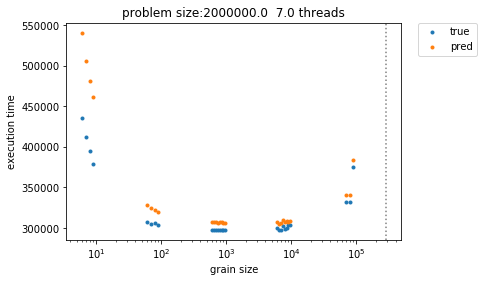 problem size:2000000.0 7.0 threads
true
pred
550000
500000
450000
400000
350000
300000
execution time
10^1
10^2
10^3
10^4
10^5
grain size